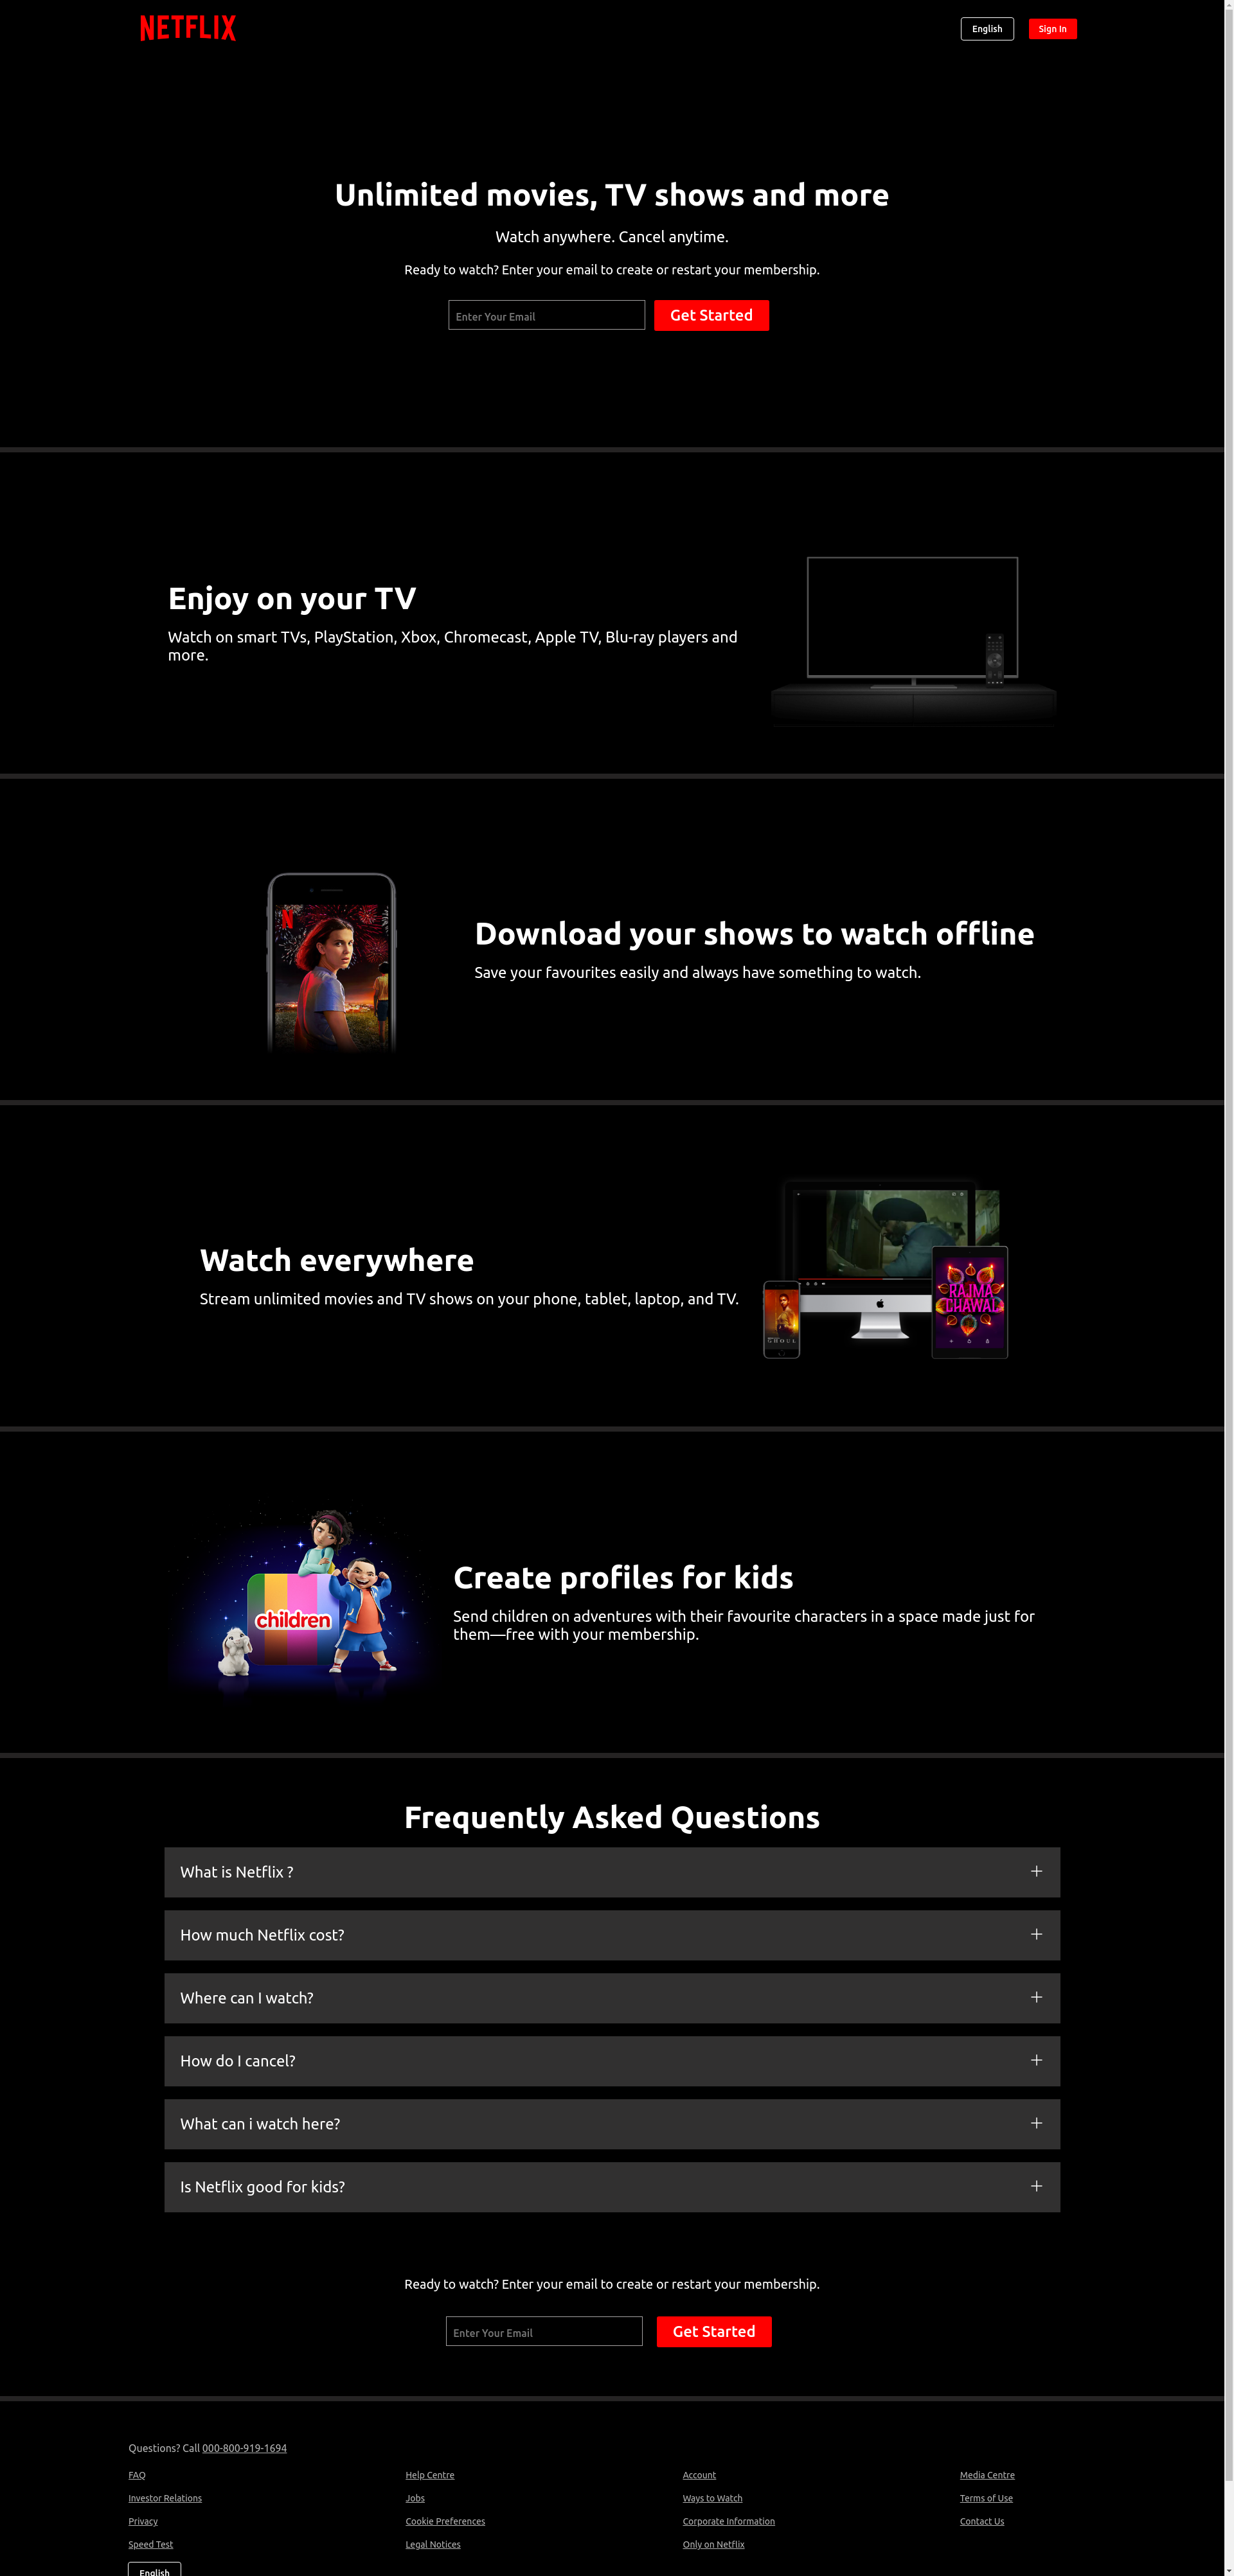 NETFLIX
English
Sign In
Unlimited movies, TV shows and more
Watch anywhere. Cancel anytime.
Ready to watch? Enter your email to create or restart your membership.
Enter Your Email
Get Started
Enjoy on your TV
Watch on smart TVs, PlayStation, Xbox, Chromecast, Apple TV, Blu-ray players and
more.
N
Download your shows to watch offline
Save your favourites easily and always have something to watch.
Watch everywhere
Stream unlimited movies and TV shows on your phone, tablet, laptop, and TV.
RAJMA
CHAWAL
GHOUL
children
Create profiles for kids
Send children on adventures with their favourite characters in a space made just for
them—free with your membership.
Frequently Asked Questions
What is Netflix ?
How much Netflix cost?
Where can I watch?
How do I cancel?
What can i watch here?
Is Netflix good for kids?
Ready to watch? Enter your email to create or restart your membership.
Enter Your Email
Get Started
Questions? Call 000-800-919-1694
FAQ
Help Centre
Account
Media Centre
Investor Relations
Jobs
Ways to Watch
Terms of Use
Privacy
Cookie Preferences
Corporate Information
Contact Us
Speed Test
Legal Notices
Only on Netflix
English